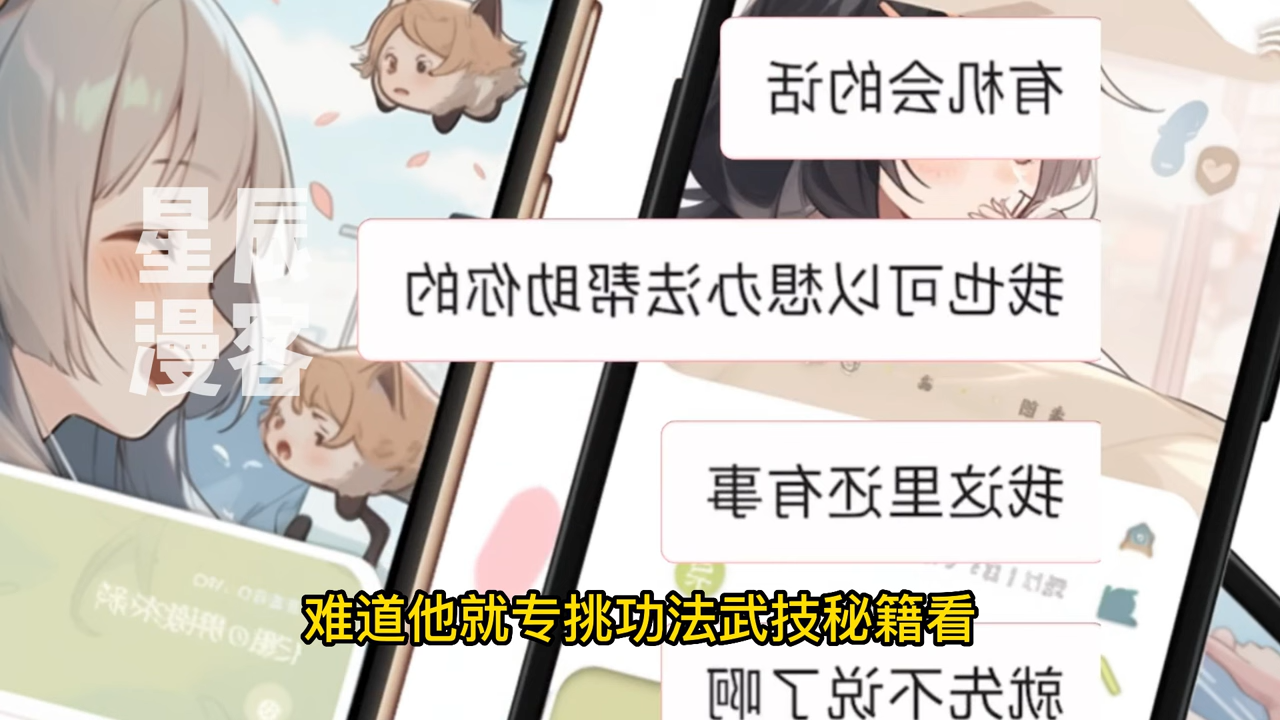 有机会的话
星辰
漫客
我也可以想办法帮助你的
我这里还有事
难道他就专挑功法武技秘籍看
就先不说了啊